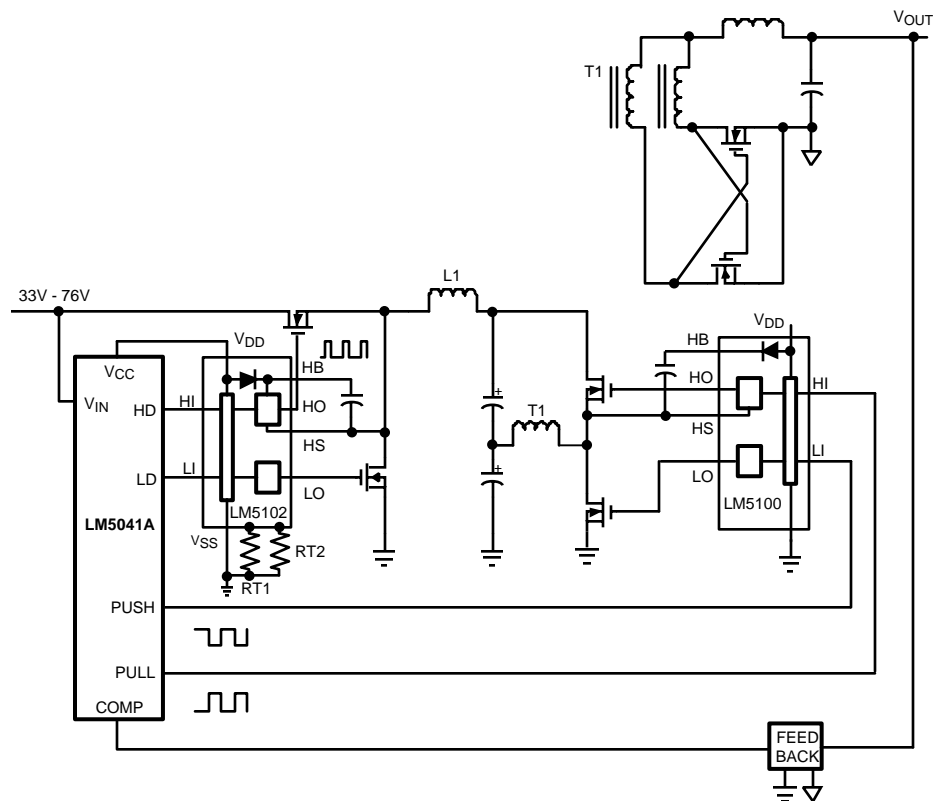 VOUT
T1
L1
33V - 76V
VDD
VDD
VCC
HB
HB
VIN
HO
HO
HI
HD
HI
HS
HS
T1
LI
LI
LD
LO
LO
LM5102
LM5100
LM5041A
VSS
RT2
RT1
PUSH
PULL
COMP
FEED
BACK
+
+